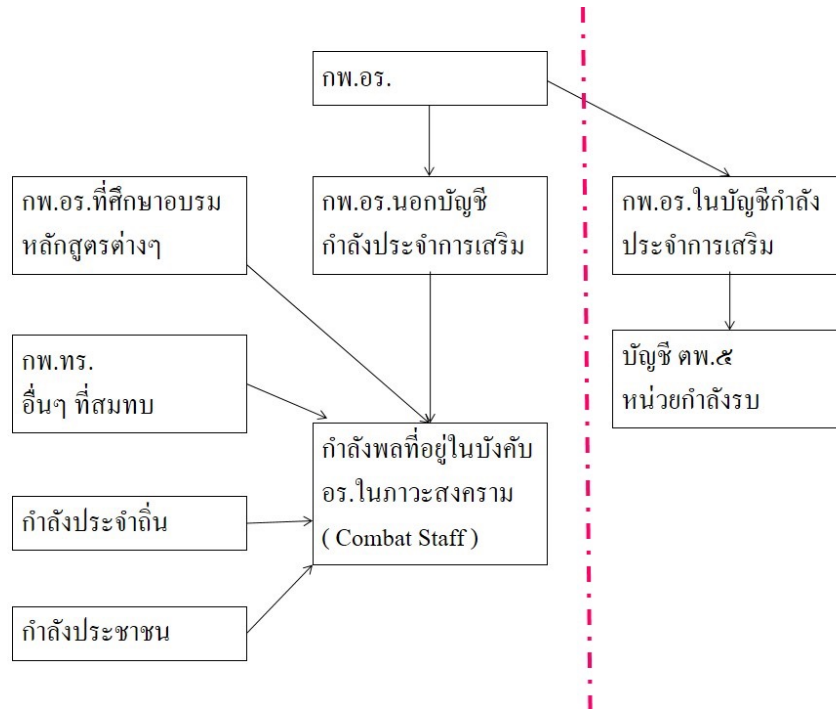 กพ.อร.
กพ.อร.ที่ศึกษาอบรม
หลักสูตรต่างๆ
กพ.อร.นอกบัญชี
กำลังประจำการเสริม
กพ.อร.ในบัญชีกำลัง
ประจำการเสริม
กพ.ทร.
อื่นๆ ที่สมทบ
บัญชี ตพ.๕
หน่วยกำลังรบ
กำลังพลที่อยู่ในบังคับ
อร.ในภาวะสงคราม
( Combat Staff )
กำลังประจำถิ่น
กำลังประชาชน